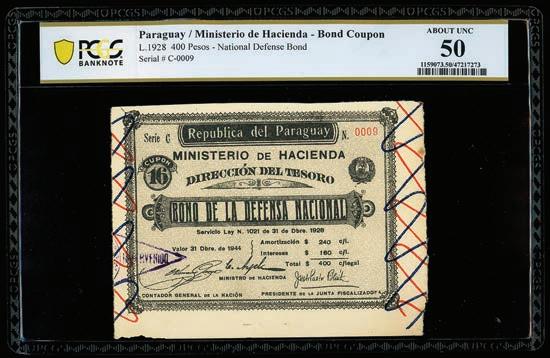 PCGS
BANKNOTE
Paraguay / Ministerio de Hacienda - Bond Coupon
L.1928 400 Pesos - National Defense Bond
Serial # C-0009
ABOUT UNC
50
1159073.50/47217273
Serie C
Republica del Paraguay
N. 0009
MINISTERIO DE HACIENDA
CUPON
16
DIRECCIÓN DEL TESORO
BONO DE LA DEFENSA NACIONAL
Servicio Ley N. 1021 de 31 de Dbre. 1928
Valor 31 Dbre. de 1944
Amortización $ 240 c/l.
Intereses $ 160 c/l.
Total $ 400 c/legal
MINISTRO DE HACIENDA
CONTADOR GENERAL DE LA NACIÓN
PRESIDENTE DE LA JUNTA FISCALIZADORA